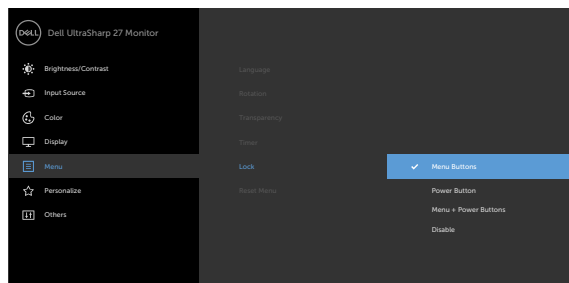 DELL
Dell UltraSharp 27 Monitor
Brightness/Contrast
Input Source
Color
Display
Menu
Personalize
Others
Language
Rotation
Transparency
Timer
Lock
Reset Menu
Menu Buttons
Power Button
Menu + Power Buttons
Disable